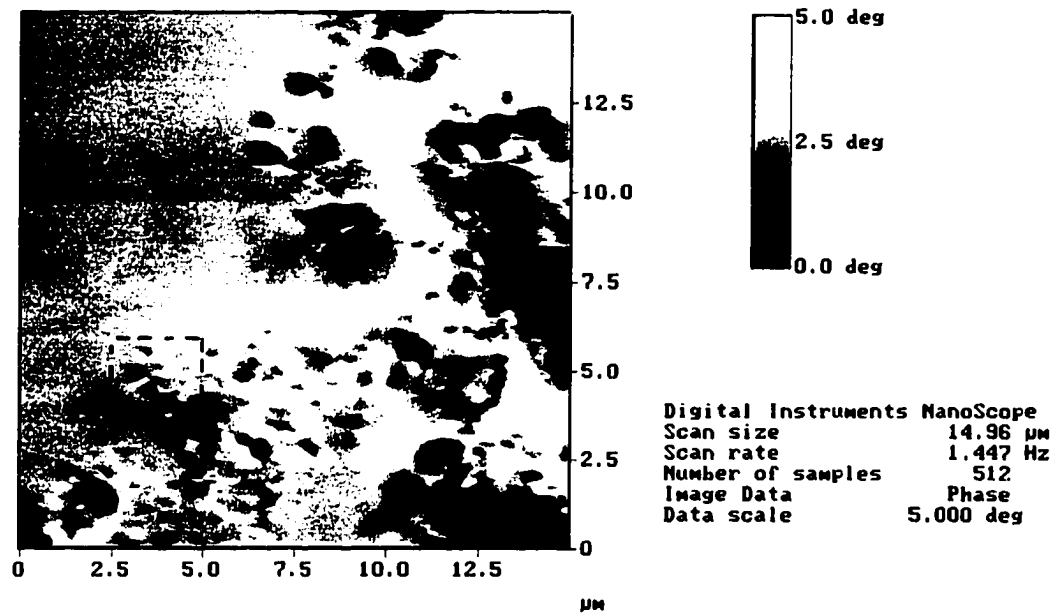 5.0 deg
2.5 deg
0.0 deg
12.5
10.0
7.5
5.0
2.5
0
0 2.5 5.0 7.5 10.0 12.5
µm
Digital Instruments NanoScope
Scan size 14.96 µm
Scan rate 1.447 Hz
Number of samples 512
Image Data Phase
Data scale 5.000 deg